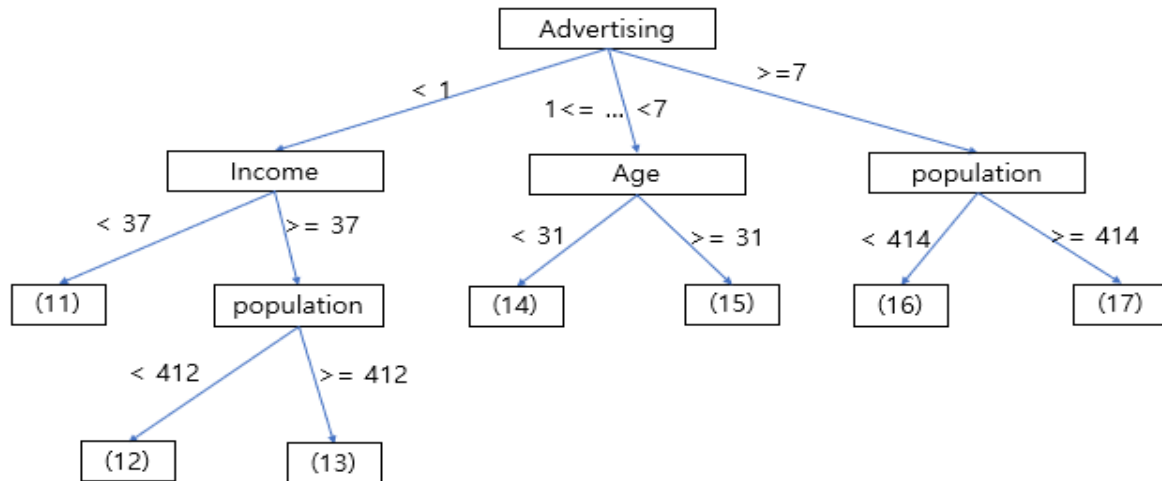 Advertising
< 1
1<= ... <7
>=7
Income
Age
population
< 37
>= 37
< 31
>= 31
< 414
>= 414
(11)
population
(14)
(15)
(16)
(17)
< 412
>= 412
(12)
(13)